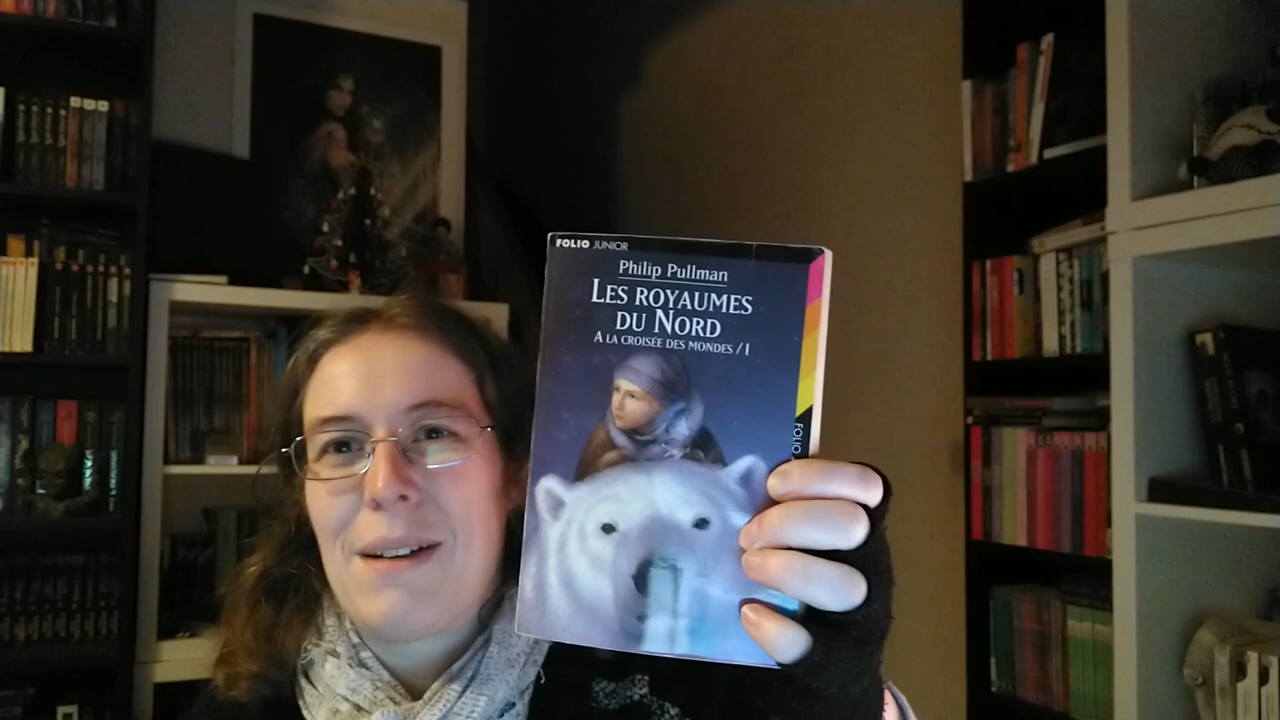 FOLIO JUNIOR
Philip Pullman
LES ROYAUMES
DU NORD
A LA CROISÉE DES MONDES / I
FOLIO